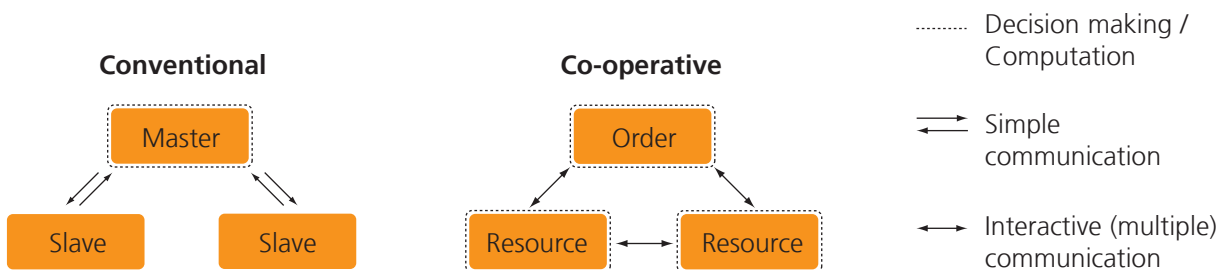 Conventional
Master
Slave
Slave
Co-operative
Order
Resource
Resource
Decision making /
Computation
Simple
communication
Interactive (multiple)
communication